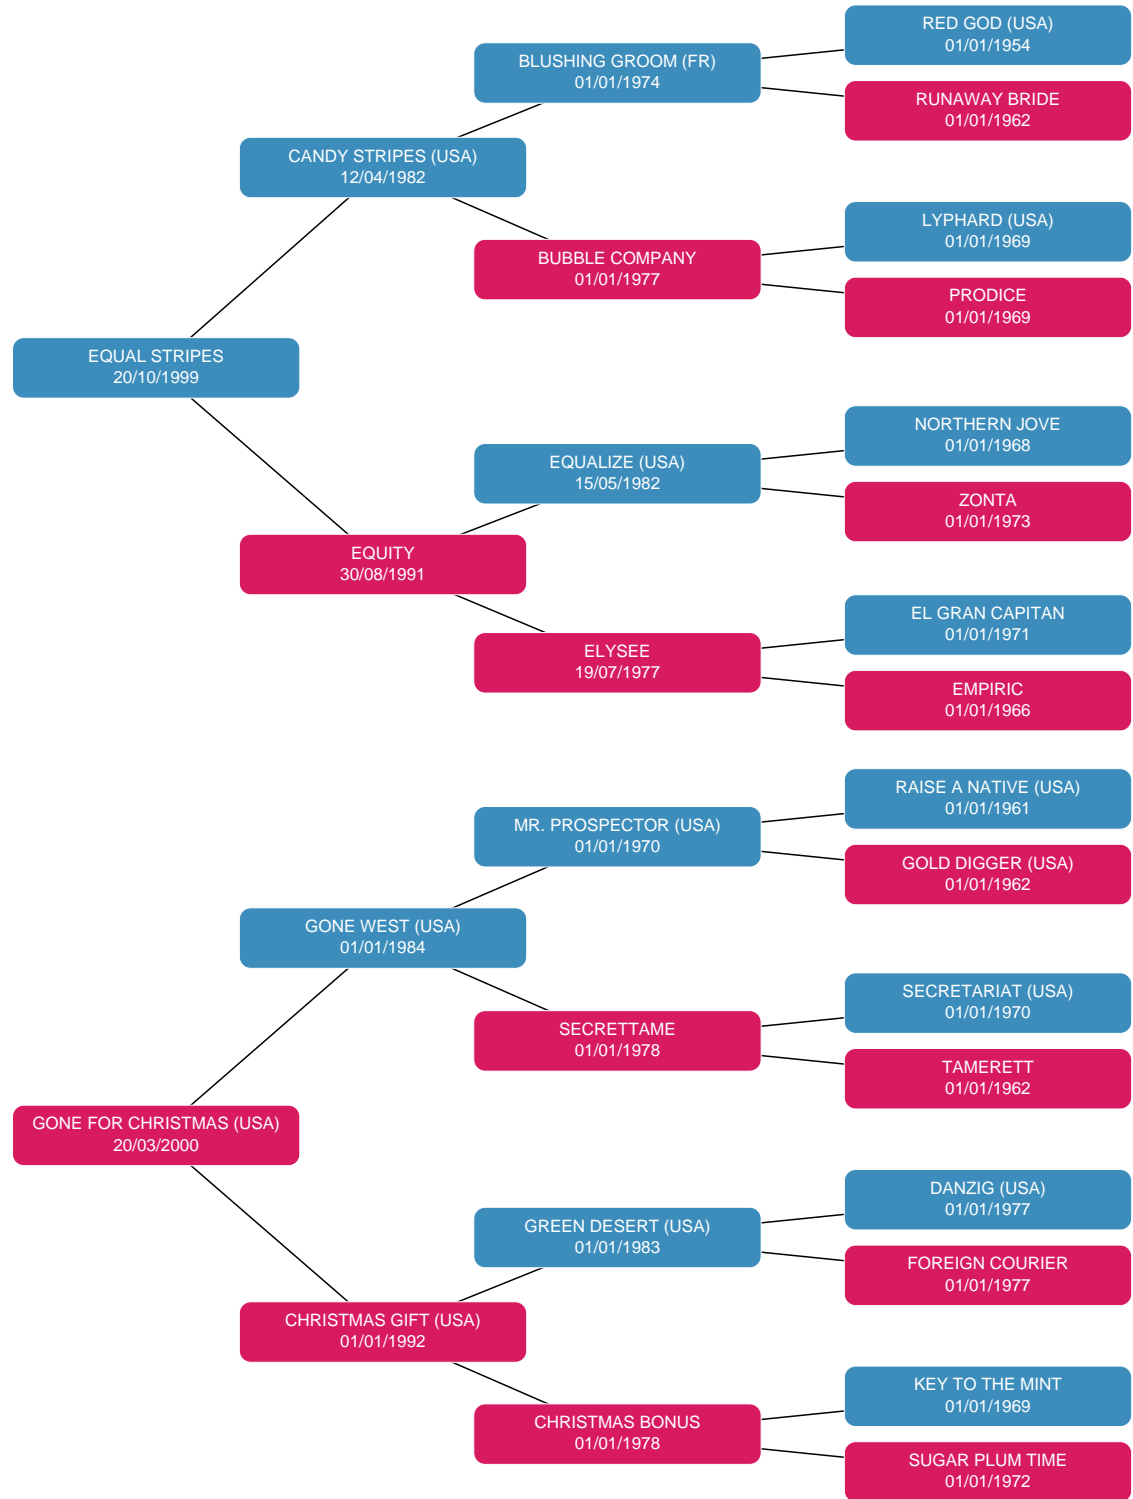 RED GOD (USA)
01/01/1954
BLUSHING GROOM (FR)
01/01/1974
RUNAWAY BRIDE
01/01/1962
CANDY STRIPES (USA)
12/04/1982
LYPHARD (USA)
01/01/1969
BUBBLE COMPANY
01/01/1977
PRODICE
01/01/1969
EQUAL STRIPES
20/10/1999
NORTHERN JOVE
01/01/1968
EQUALIZE (USA)
15/05/1982
ZONTA
01/01/1973
EQUITY
30/08/1991
EL GRAN CAPITAN
01/01/1971
ELYSEE
19/07/1977
EMPIRIC
01/01/1966
RAISE A NATIVE (USA)
01/01/1961
MR. PROSPECTOR (USA)
01/01/1970
GOLD DIGGER (USA)
01/01/1962
GONE WEST (USA)
01/01/1984
SECRETARIAT (USA)
01/01/1970
SECRETTAME
01/01/1978
TAMERETT
01/01/1962
GONE FOR CHRISTMAS (USA)
20/03/2000
DANZIG (USA)
01/01/1977
GREEN DESERT (USA)
01/01/1983
FOREIGN COURIER
01/01/1977
CHRISTMAS GIFT (USA)
01/01/1992
KEY TO THE MINT
01/01/1969
CHRISTMAS BONUS
01/01/1978
SUGAR PLUM TIME
01/01/1972